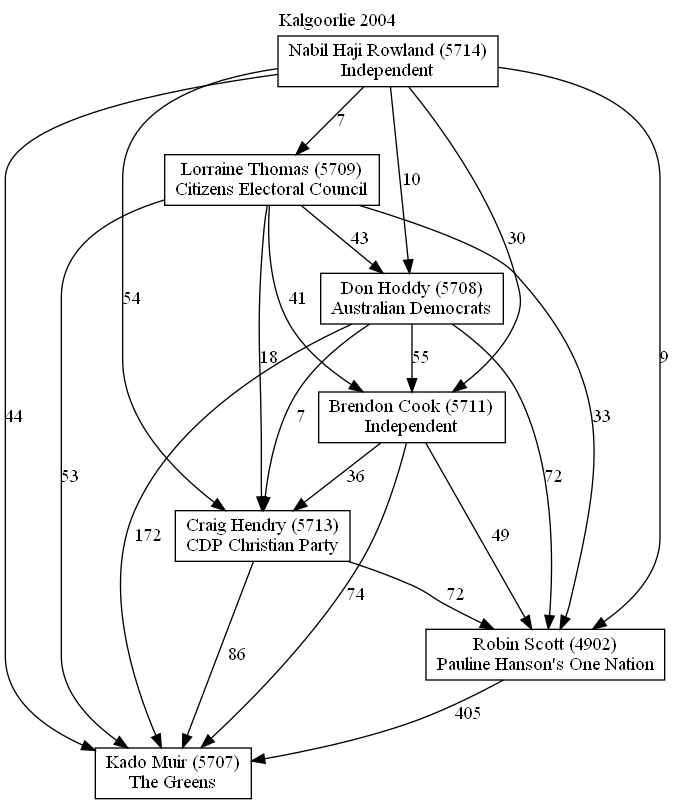 Kalgoorlie 2004
Nabil Haji Rowland (5714)
Independent
7
Lorraine Thomas (5709)
Citizens Electoral Council
10
43
30
Don Hoddy (5708)
Australian Democrats
54
41
18
55
9
Brendon Cook (5711)
Independent
44
7
33
53
36
72
Craig Hendry (5713)
CDP Christian Party
172
49
74
72
Robin Scott (4902)
Pauline Hanson's One Nation
86
405
Kado Muir (5707)
The Greens